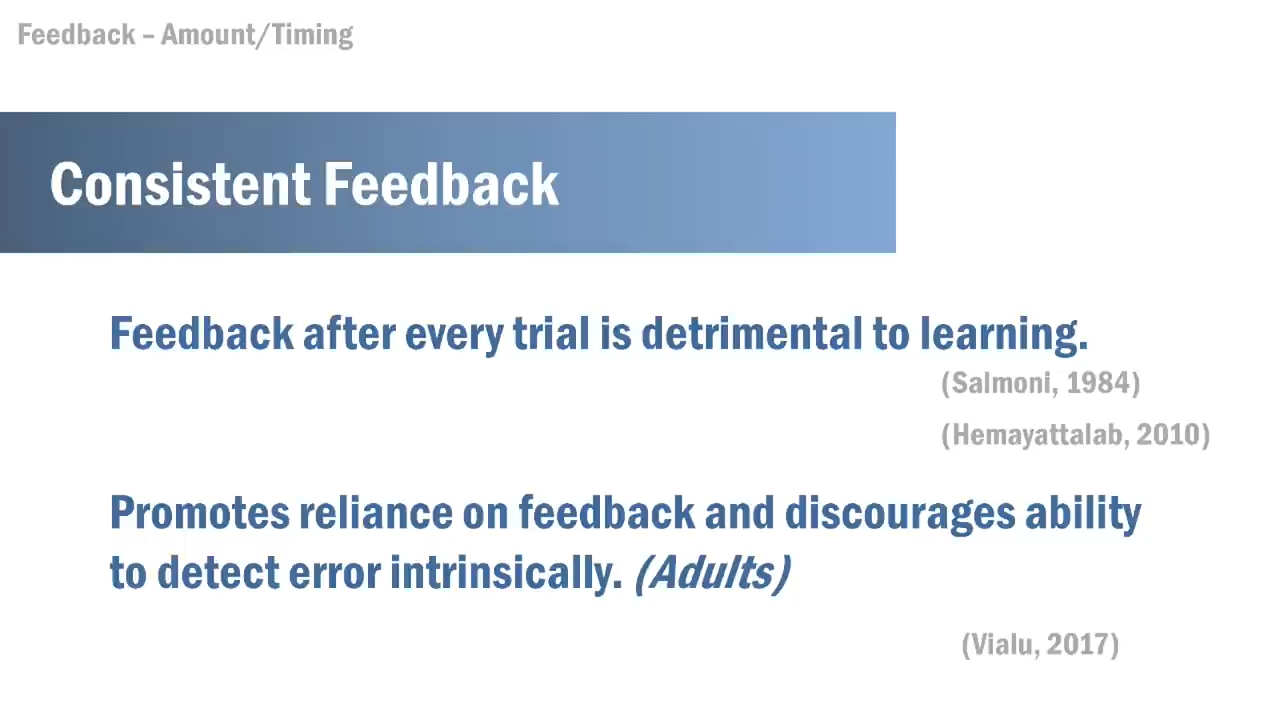 Feedback – Amount/Timing
Consistent Feedback
Feedback after every trial is detrimental to learning.
(Salmoni, 1984)
(Hemayattalab, 2010)
Promotes reliance on feedback and discourages ability
to detect error intrinsically. (Adults)
(Vialu, 2017)